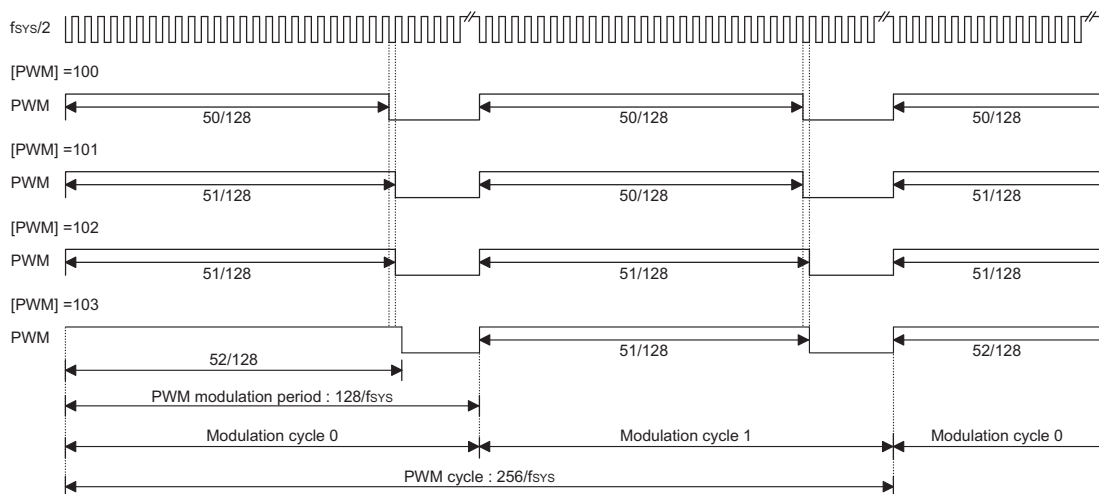 fSYS/2
[PWM] =100
PWM
50/128 50/128 50/128
[PWM] =101
PWM
51/128 50/128 51/128
[PWM] =102
PWM
51/128 51/128 51/128
[PWM] =103
PWM
52/128 51/128 52/128
PWM modulation period : 128/fSYS
Modulation cycle 0 Modulation cycle 1 Modulation cycle 0
PWM cycle : 256/fSYS